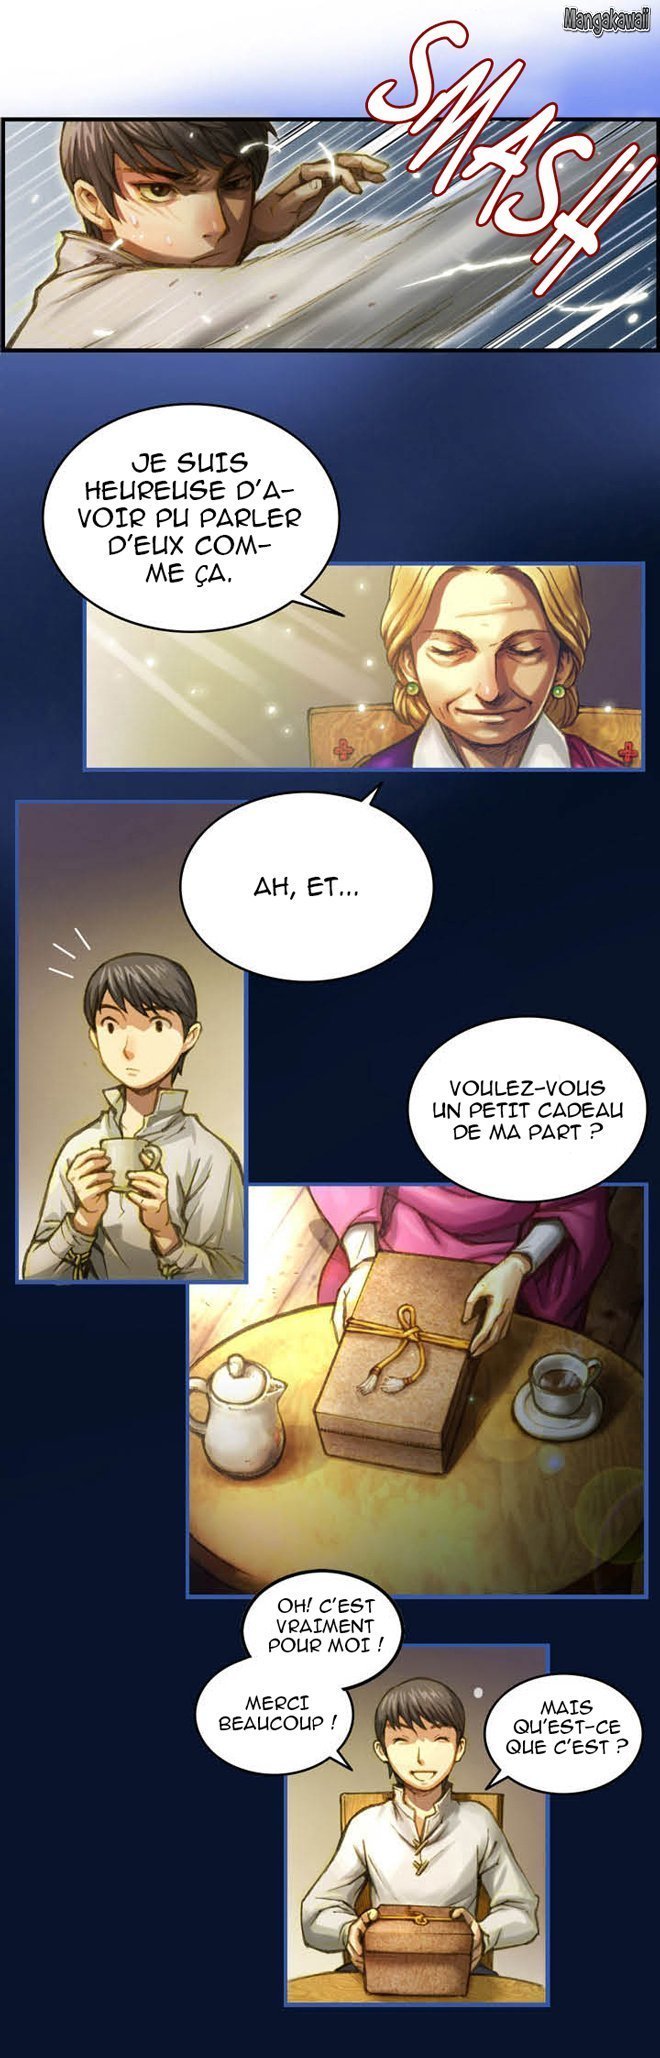 Mangakawaii
SMASH
JE SUIS
HEUREUSE D'A-
VOIR PU PARLER
D'EUX COM-
ME ÇA.
AH, ET...
VOULEZ-VOUS
UN PETIT CADEAU
DE MA PART ?
OH! C'EST
VRAIMENT
POUR MOI !
MERCI
BEAUCOUP !
MAIS
QU'EST-CE
QUE C'EST ?